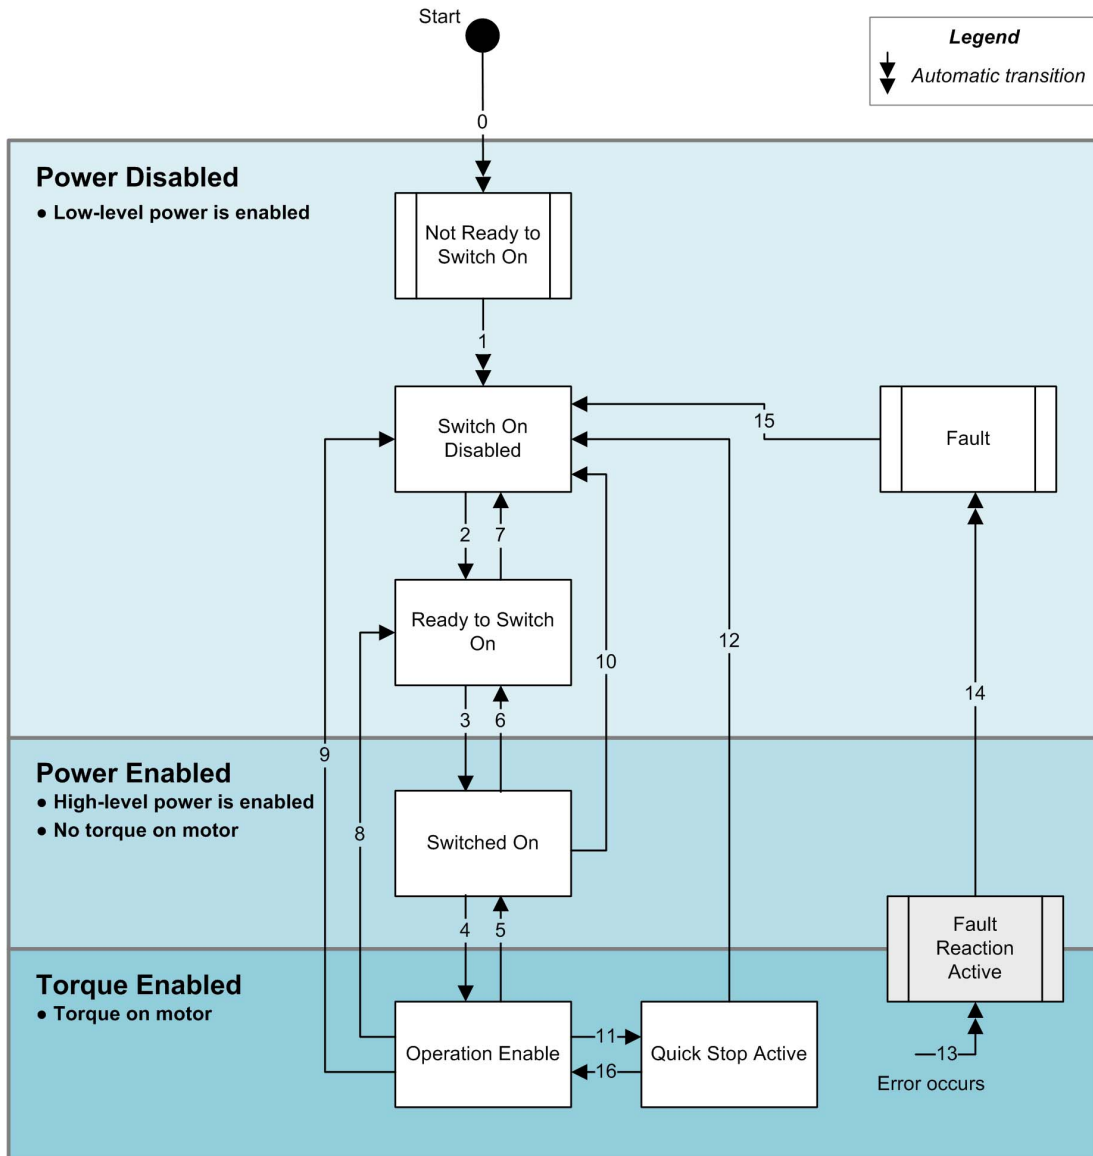 Start
Legend
Automatic transition
0
Power Disabled
● Low-level power is enabled
Not Ready to
Switch On
1
Switch On
Disabled
15
Fault
2
7
Ready to Switch
On
12
10
14
3
6
9
Power Enabled
● High-level power is enabled
● No torque on motor
8
Switched On
4
5
Fault
Reaction
Active
Torque Enabled
● Torque on motor
Operation Enable
11
16
Quick Stop Active
13
Error occurs